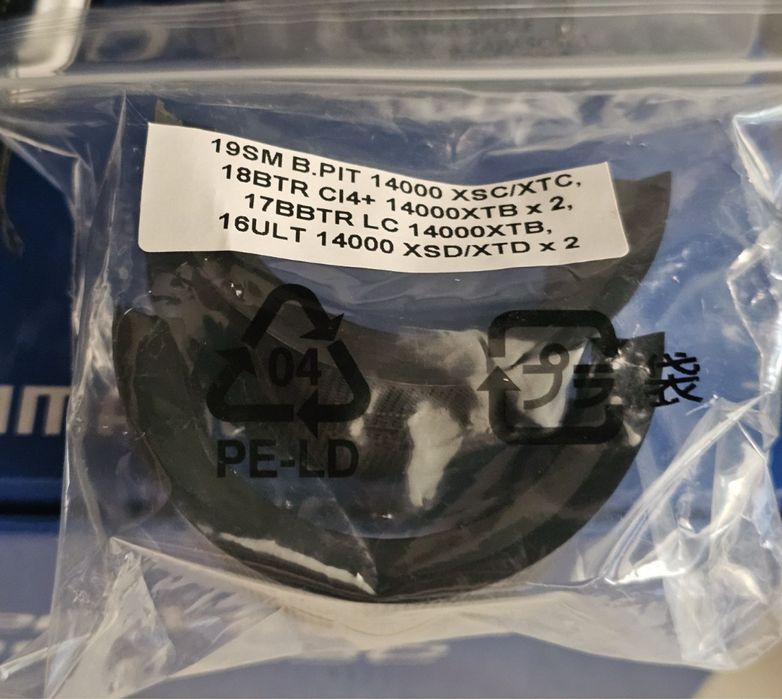 19SM B.PIT 14000 XSC/XTC,
18BTR CI4+ 14000XTB x 2,
17BBTR LC 14000XTB,
16ULT 14000 XSD/XTD x 2
04
PE-LD
プラ
袋